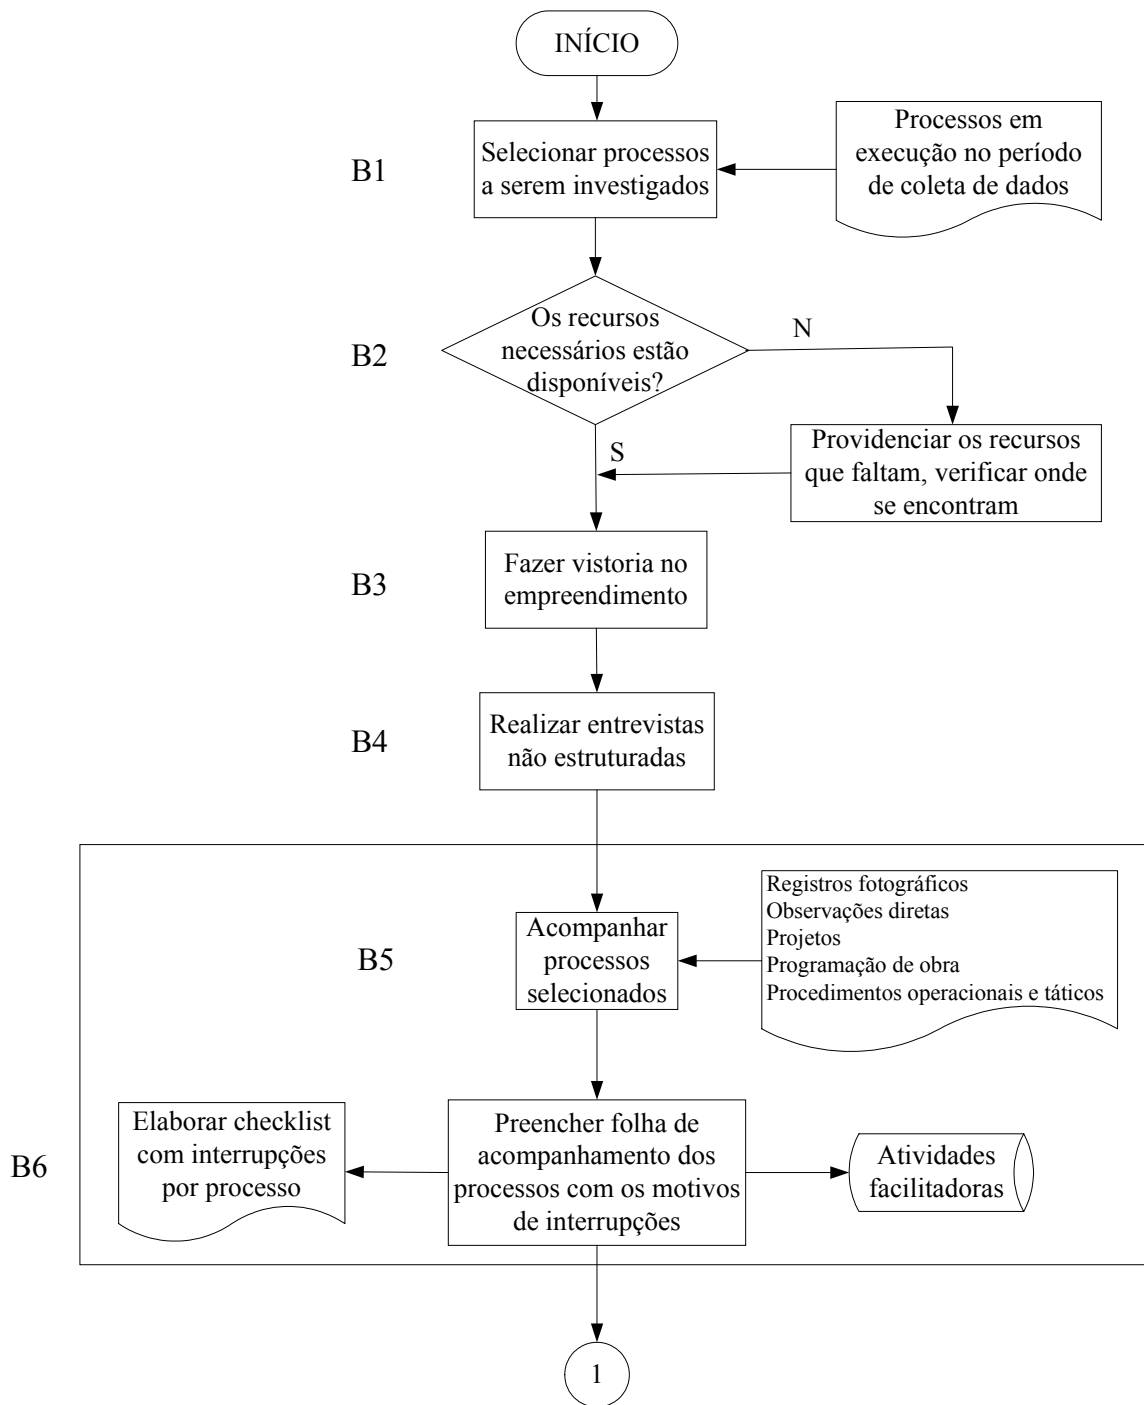 INÍCIO
B1
Selecionar processos
a serem investigados
Processos em
execução no período
de coleta de dados
B2
Os recursos
necessários estão
disponíveis?
N
S
Providenciar os recursos
que faltam, verificar onde
se encontram
B3
Fazer vistoria no
empreendimento
B4
Realizar entrevistas
não estruturadas
B5
Acompanhar
processos
selecionados
Registros fotográficos
Observações diretas
Projetos
Programação de obra
Procedimentos operacionais e táticos
B6
Elaborar checklist
com interrupções
por processo
Preencher folha de
acompanhamento dos
processos com os motivos
de interrupções
Atividades
facilitadoras
1